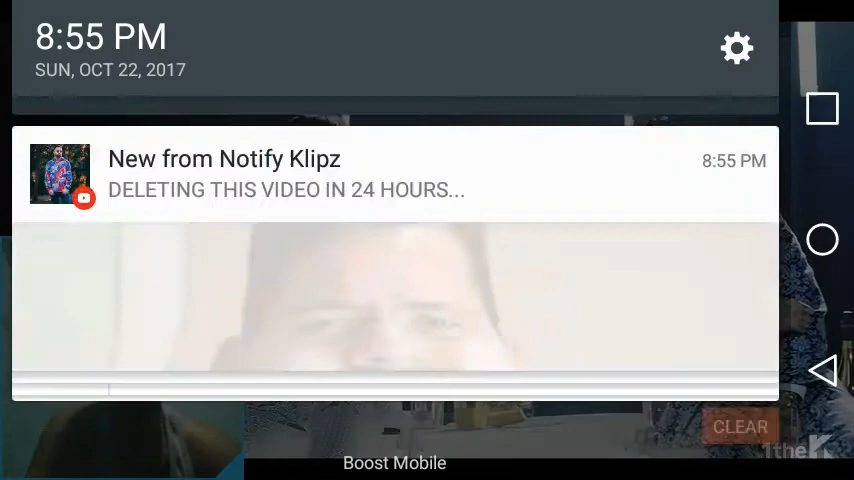 8:55 PM
SUN, OCT 22, 2017
New from Notify Klipz
8:55 PM
DELETING THIS VIDEO IN 24 HOURS...
CLEAR
1theK
Boost Mobile